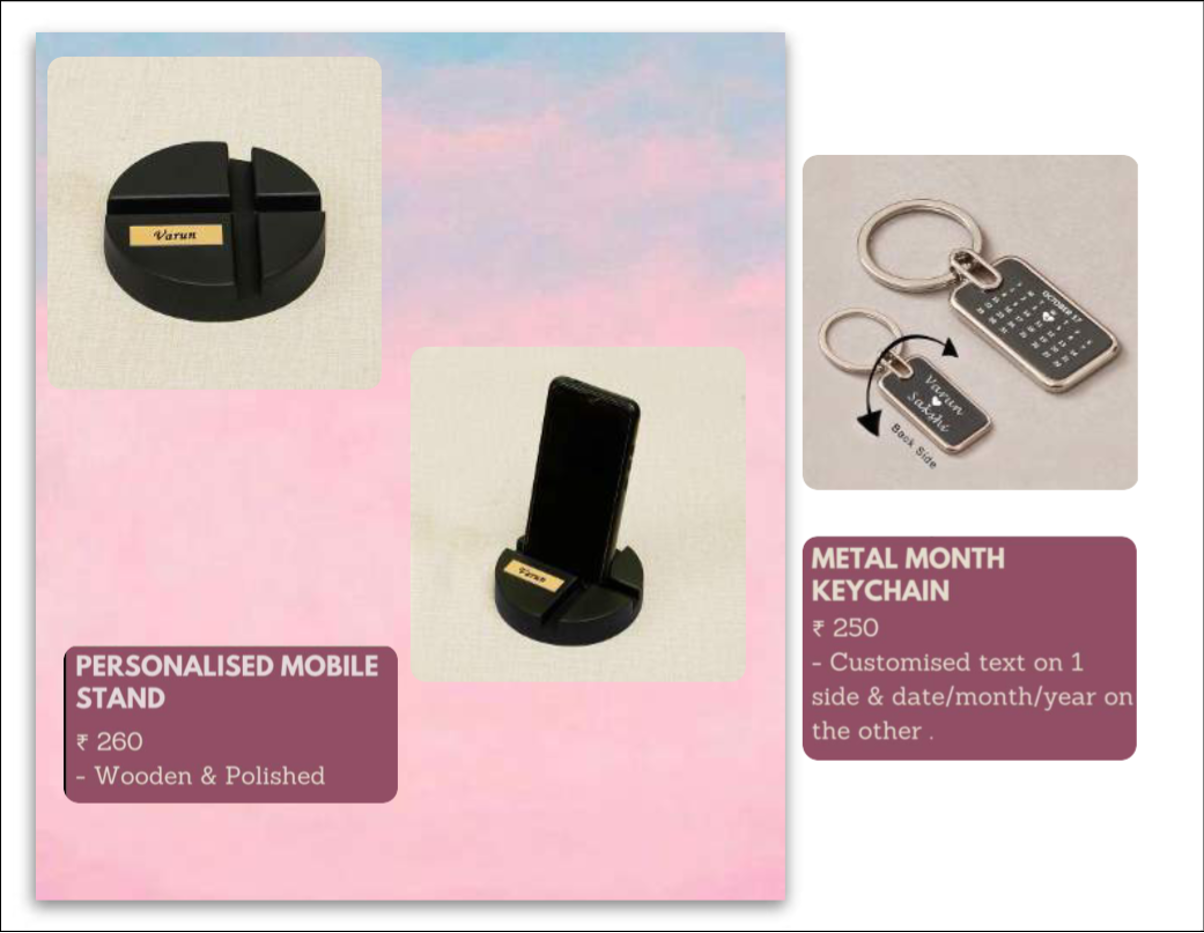 Varun
Varun
PERSONALISED MOBILE
STAND
₹ 260
- Wooden & Polished
OCTOBER 17
Varun
Sakshi
Back Side
METAL MONTH
KEYCHAIN
₹ 250
- Customised text on 1
side & date/month/year on
the other .